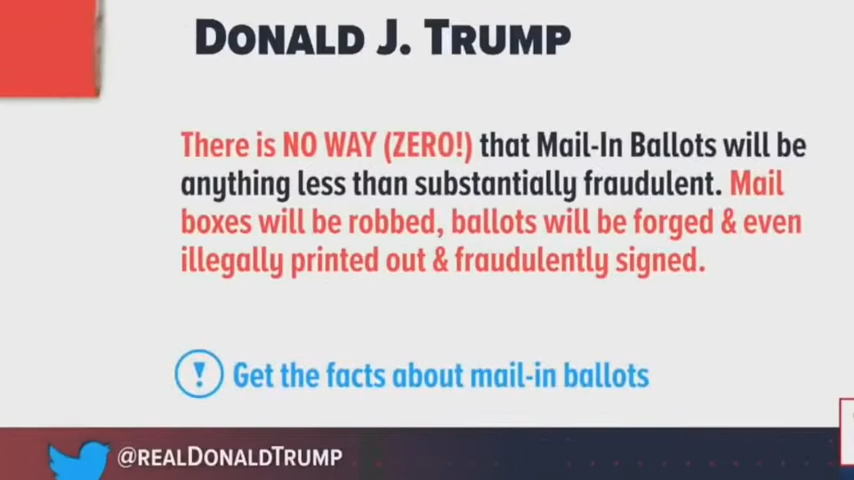 DONALD J. TRUMP
There is NO WAY (ZERO!) that Mail-In Ballots will be
anything less than substantially fraudulent. Mail
boxes will be robbed, ballots will be forged & even
illegally printed out & fraudulently signed.
! Get the facts about mail-in ballots
@REALDONALDTRUMP